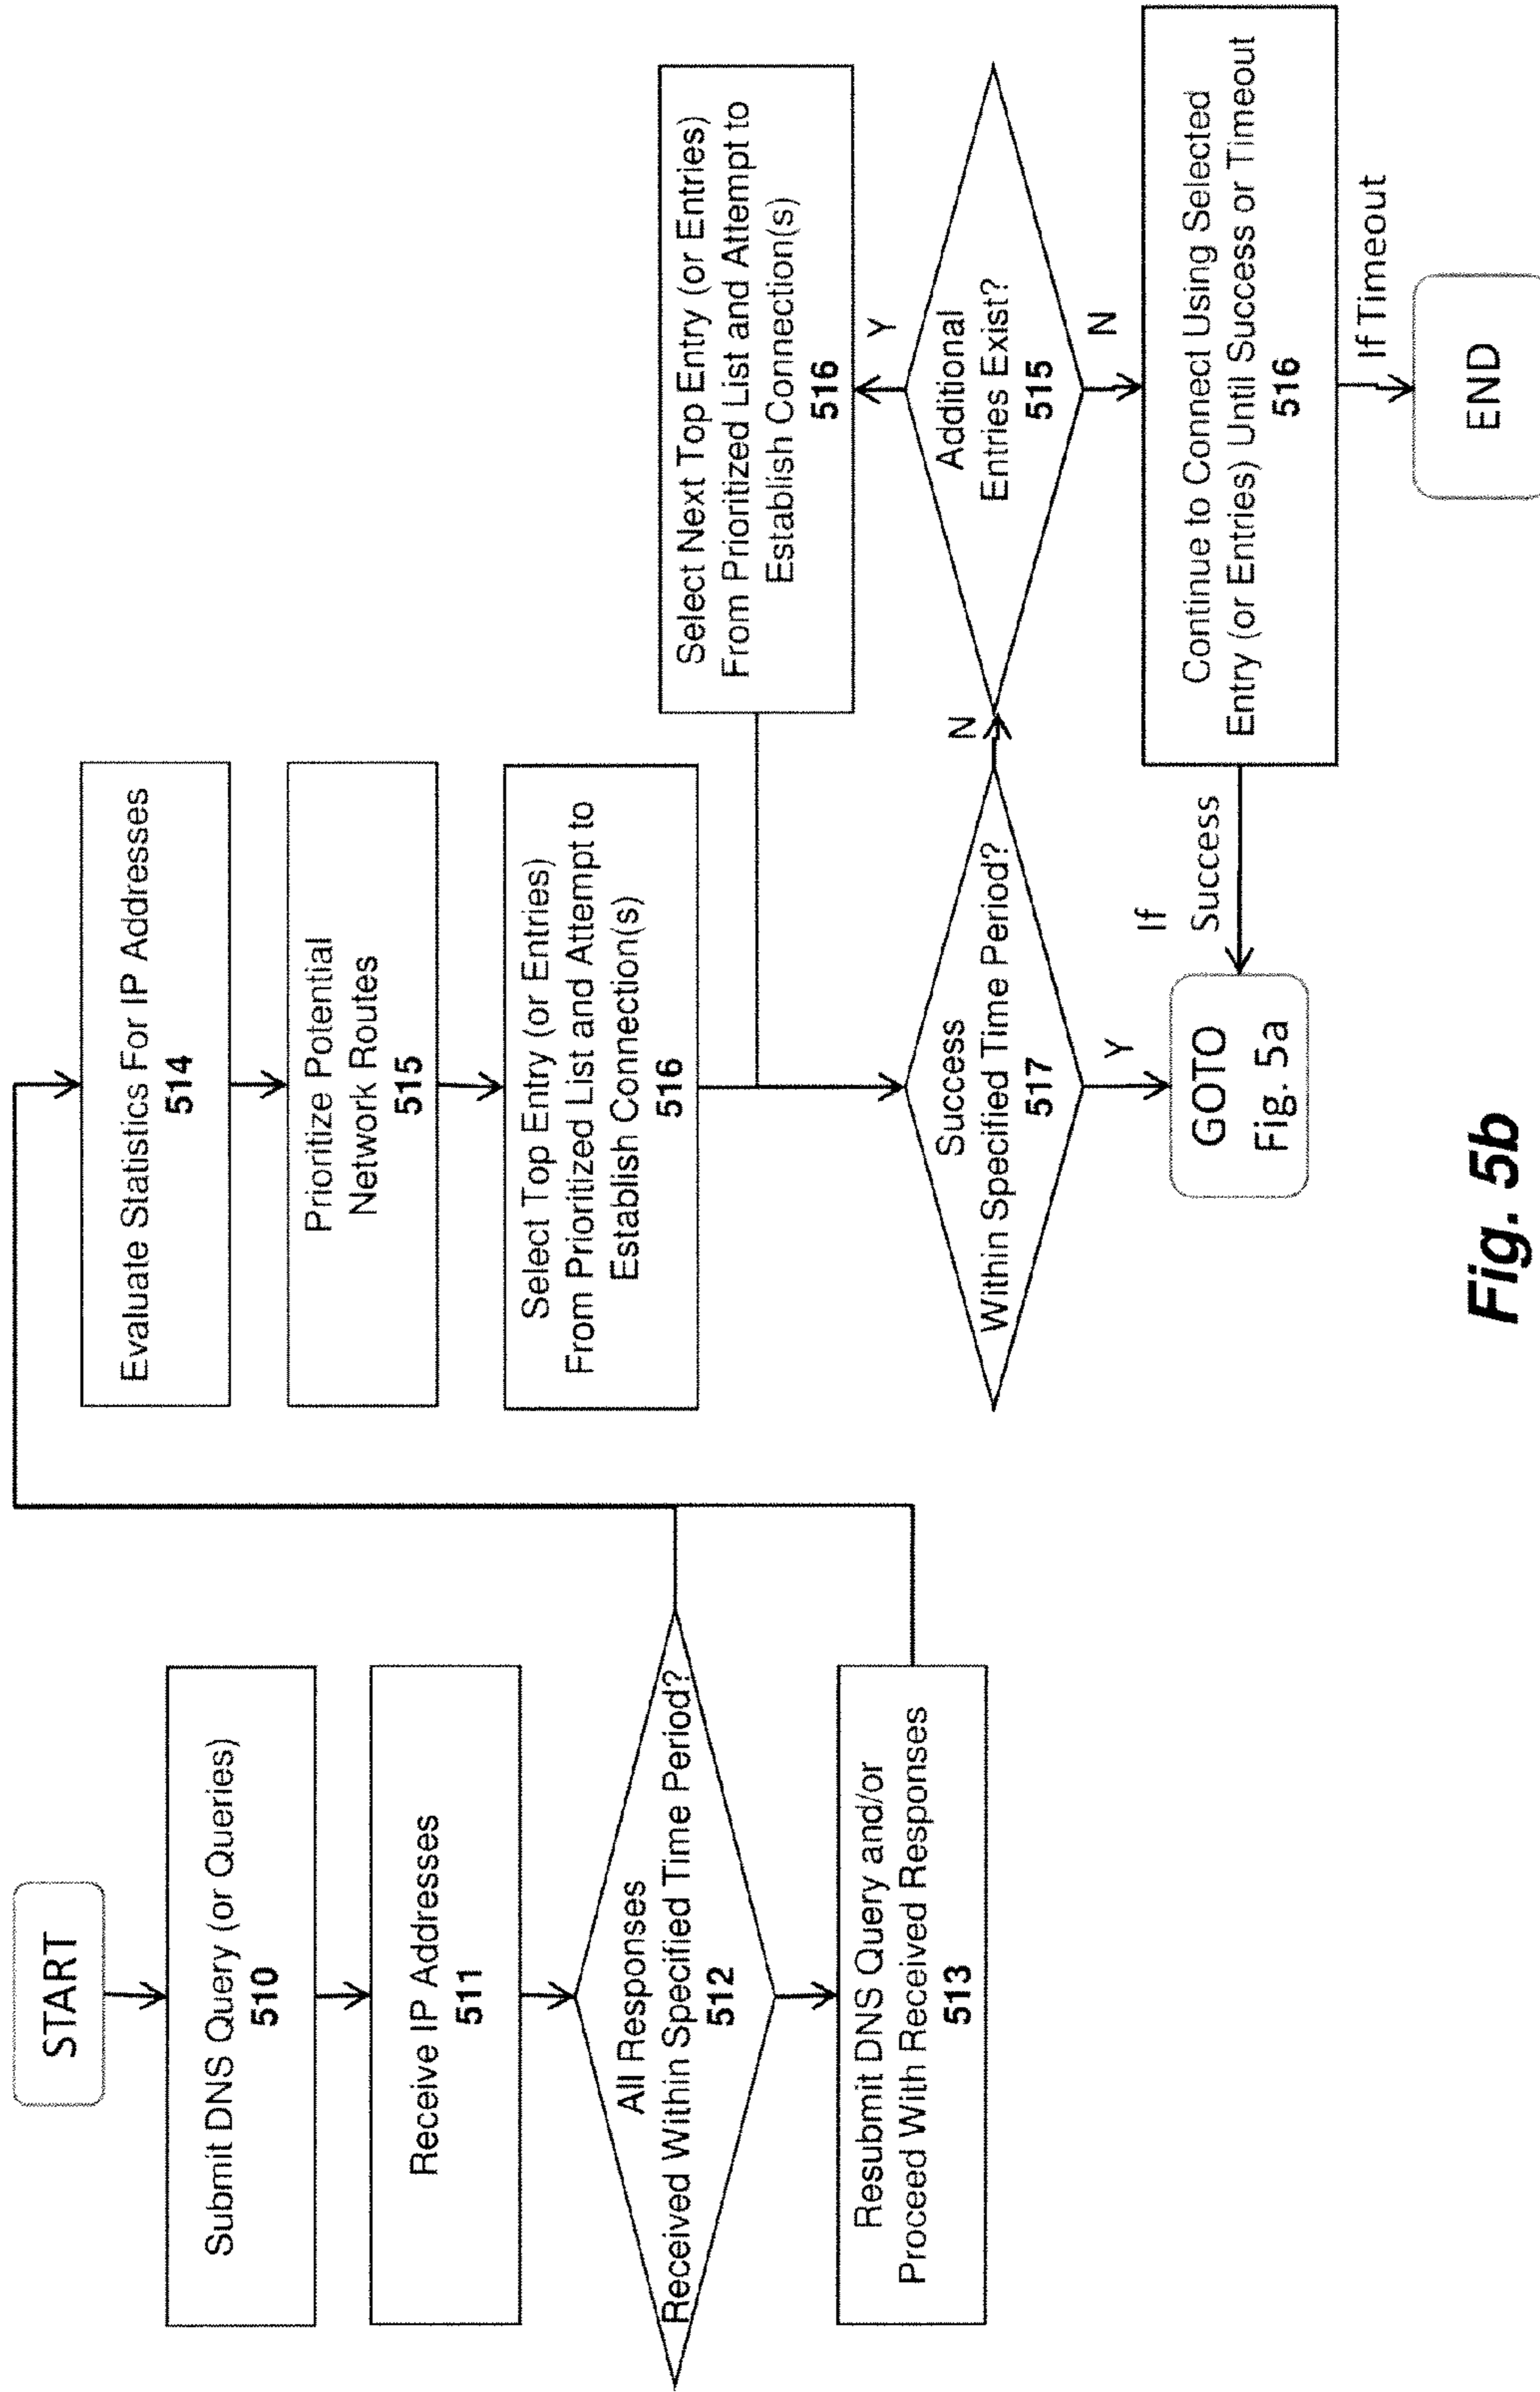 START
Submit DNS Query (or Queries)
510
Receive IP Addresses
511
All Responses
Received Within Specified Time Period?
512
Resubmit DNS Query and/or
Proceed With Received Responses
513
Evaluate Statistics For IP Addresses
514
Prioritize Potential
Network Routes
515
Select Top Entry (or Entries)
From Prioritized List and Attempt to
Establish Connection(s)
516
Success
Within Specified Time Period?
517
Y
N
GOTO
Fig. 5a
Select Next Top Entry (or Entries)
From Prioritized List and Attempt to
Establish Connection(s)
516
Y
Additional
Entries Exist?
515
N
Continue to Connect Using Selected
Entry (or Entries) Until Success or Timeout
516
If
Success
If Timeout
END
Fig. 5b